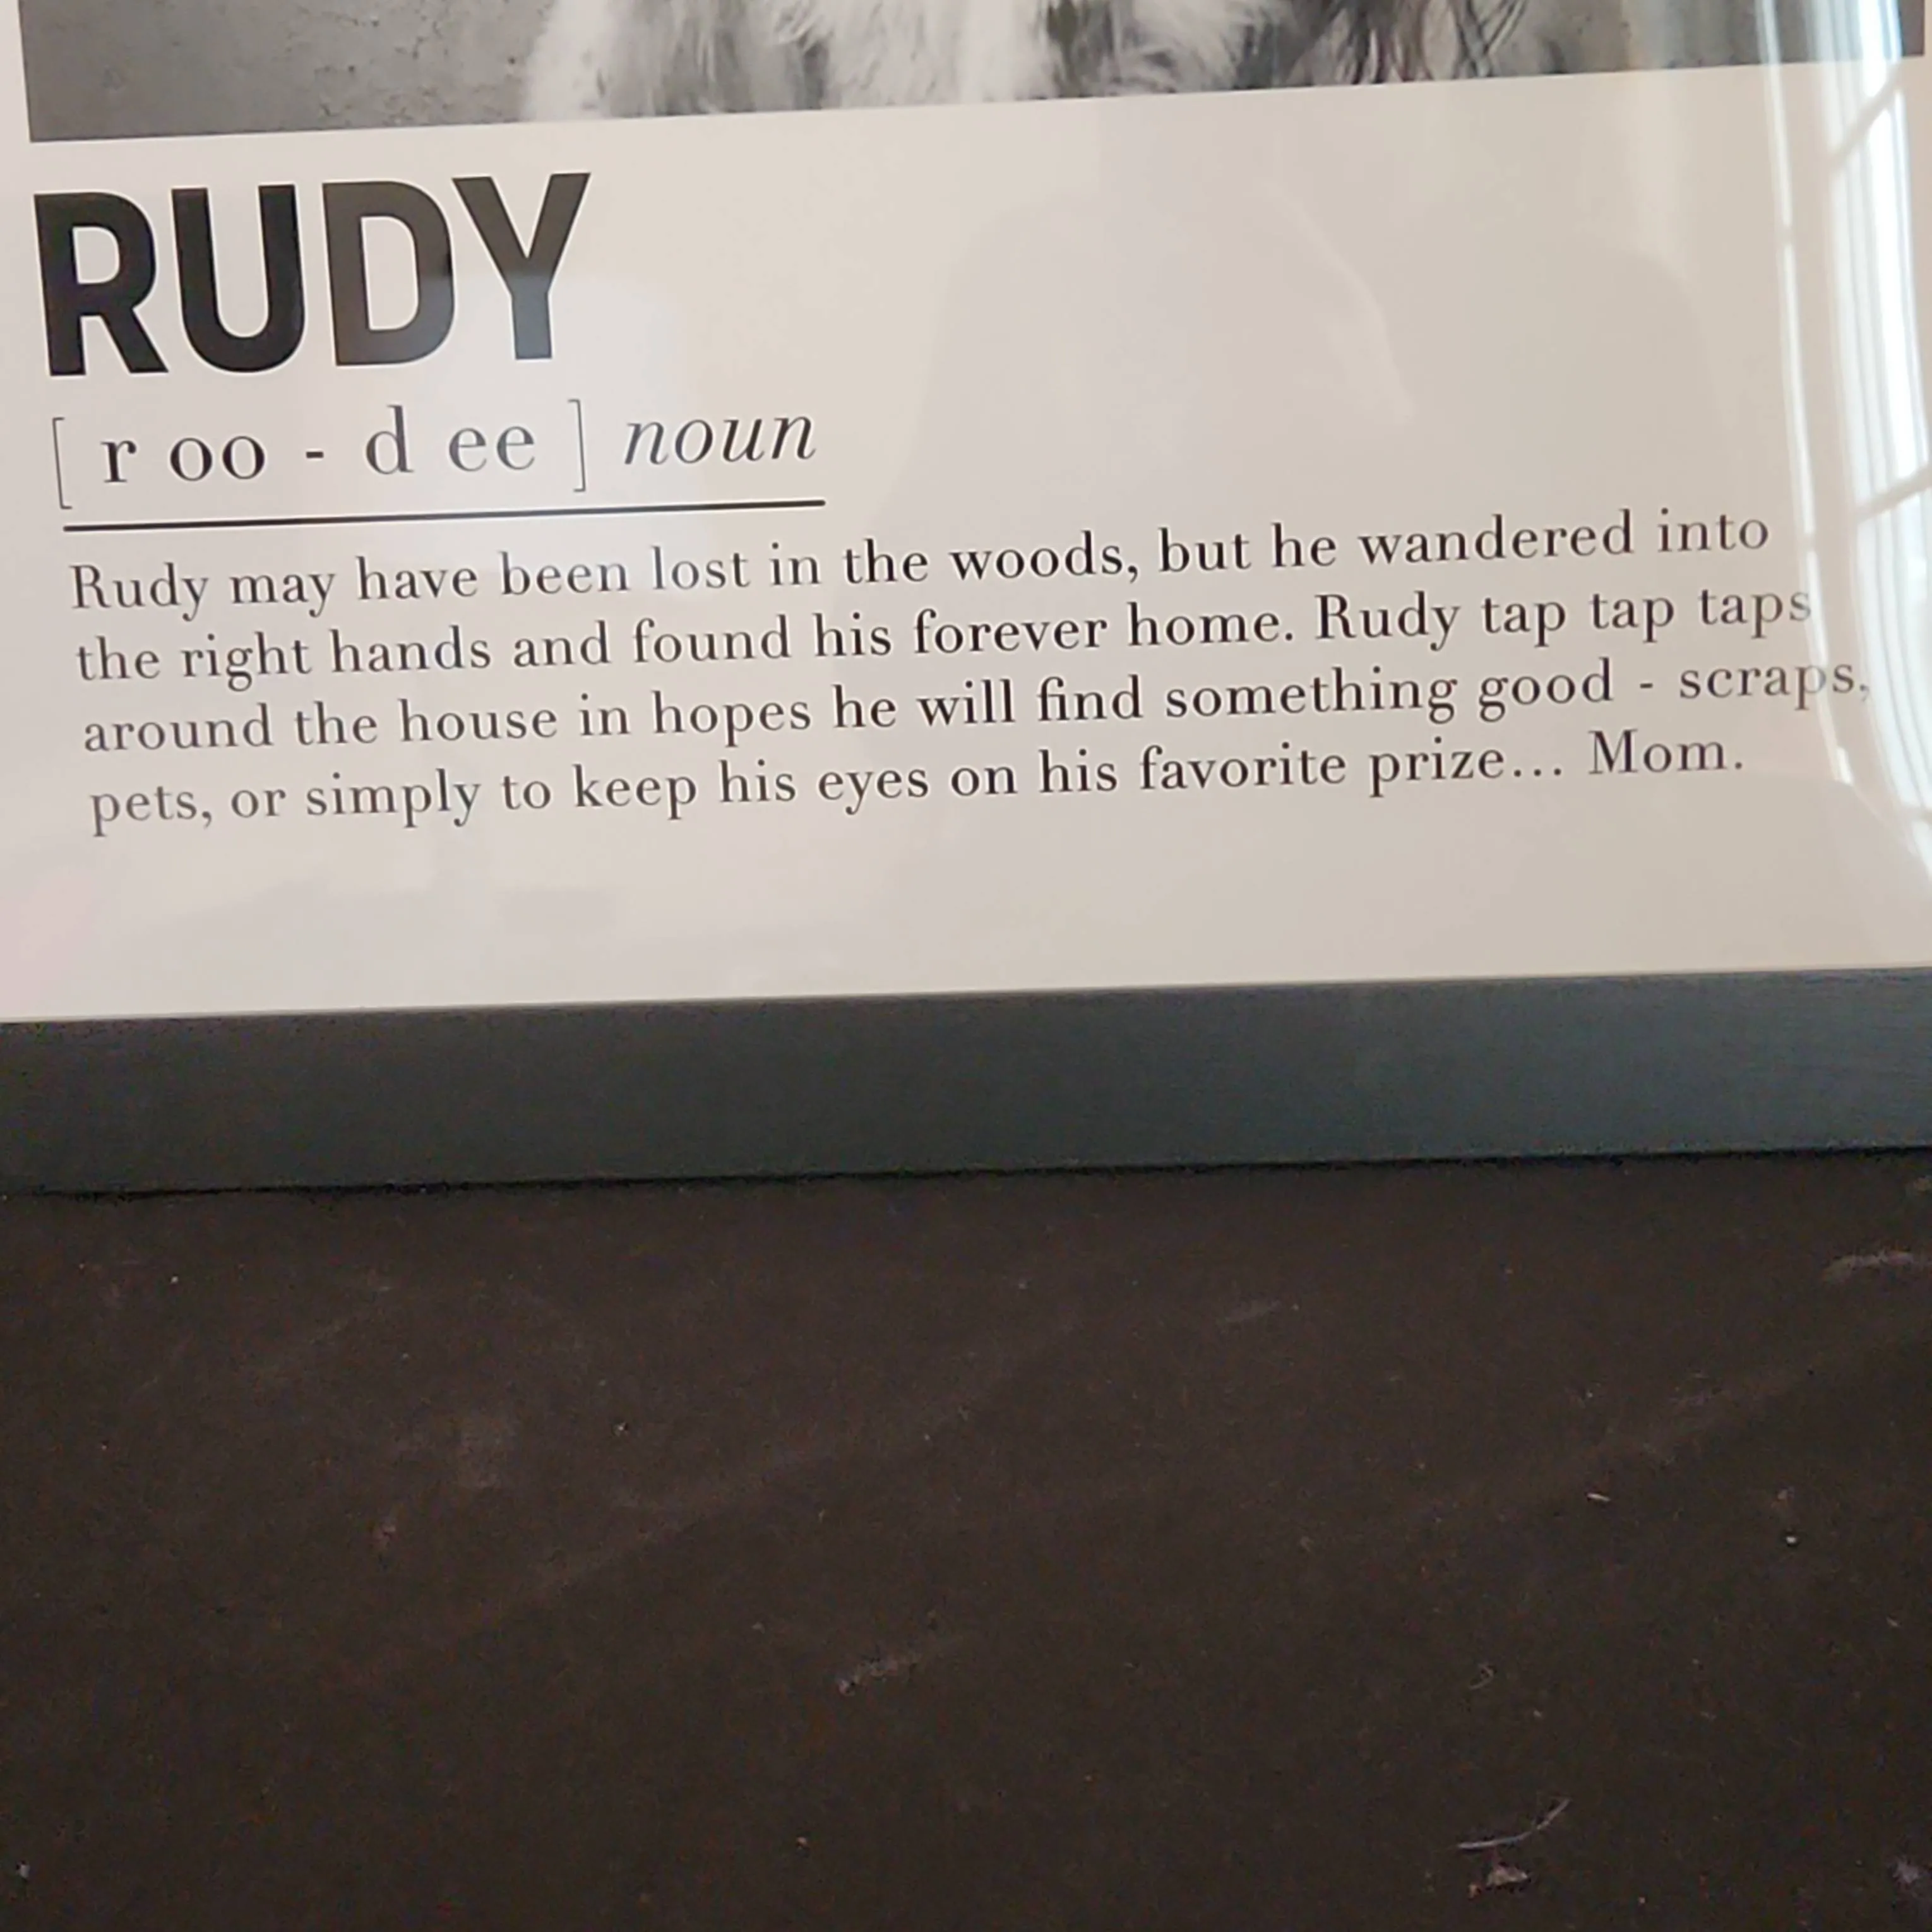 RUDY
[ r oo - d ee ] noun
Rudy may have been lost in the woods, but he wandered into
the right hands and found his forever home. Rudy tap tap taps
around the house in hopes he will find something good - scraps,
pets, or simply to keep his eyes on his favorite prize... Mom.